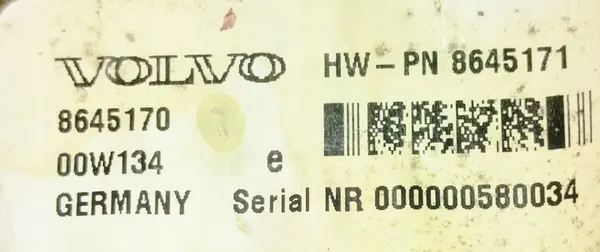 VOLVO HW-PN 8645171
8645170
00W134 e
GERMANY Serial NR 000000580034